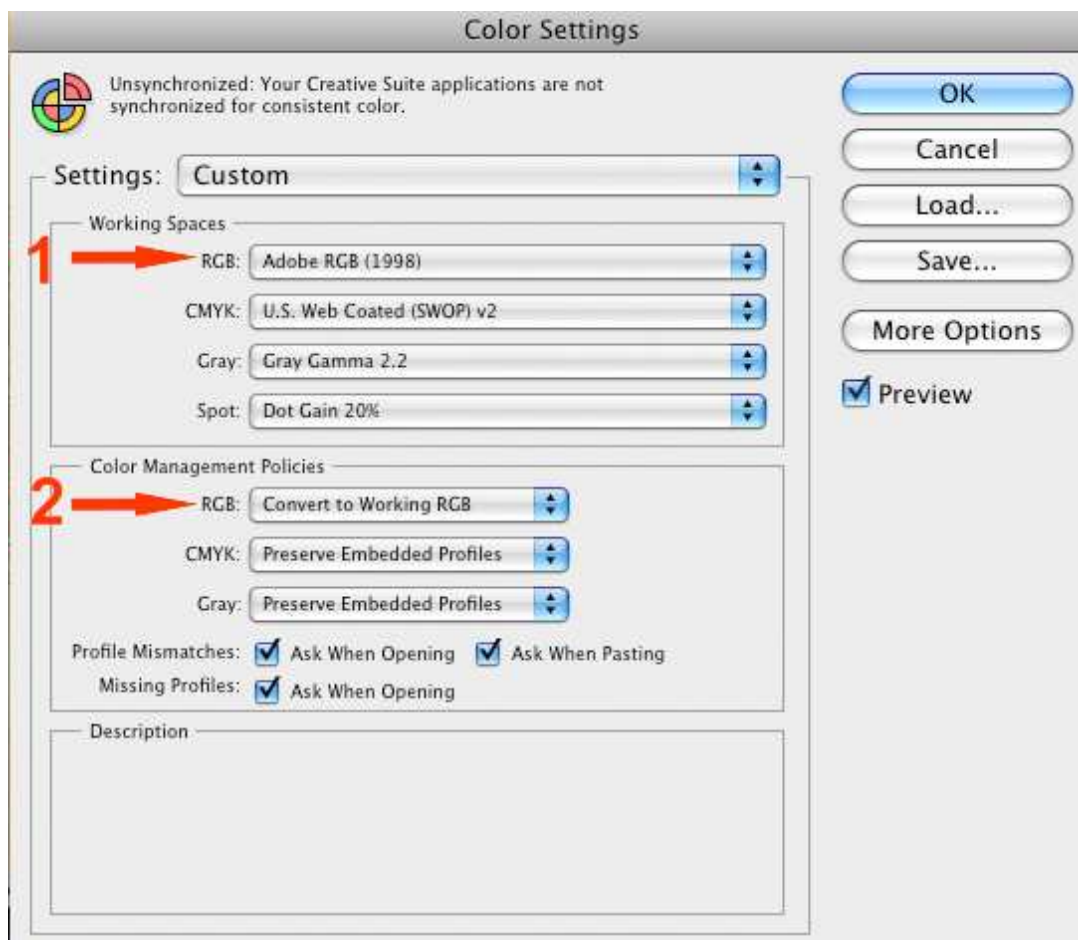 Color Settings
Unsynchronized: Your Creative Suite applications are not
synchronized for consistent color.
OK
Cancel
Load...
Save...
More Options
Preview
Settings: Custom
Working Spaces
1 RGB: Adobe RGB (1998)
CMYK: U.S. Web Coated (SWOP) v2
Gray: Gray Gamma 2.2
Spot: Dot Gain 20%
Color Management Policies
2 RGB: Convert to Working RGB
CMYK: Preserve Embedded Profiles
Gray: Preserve Embedded Profiles
Profile Mismatches: Ask When Opening Ask When Pasting
Missing Profiles: Ask When Opening
Description